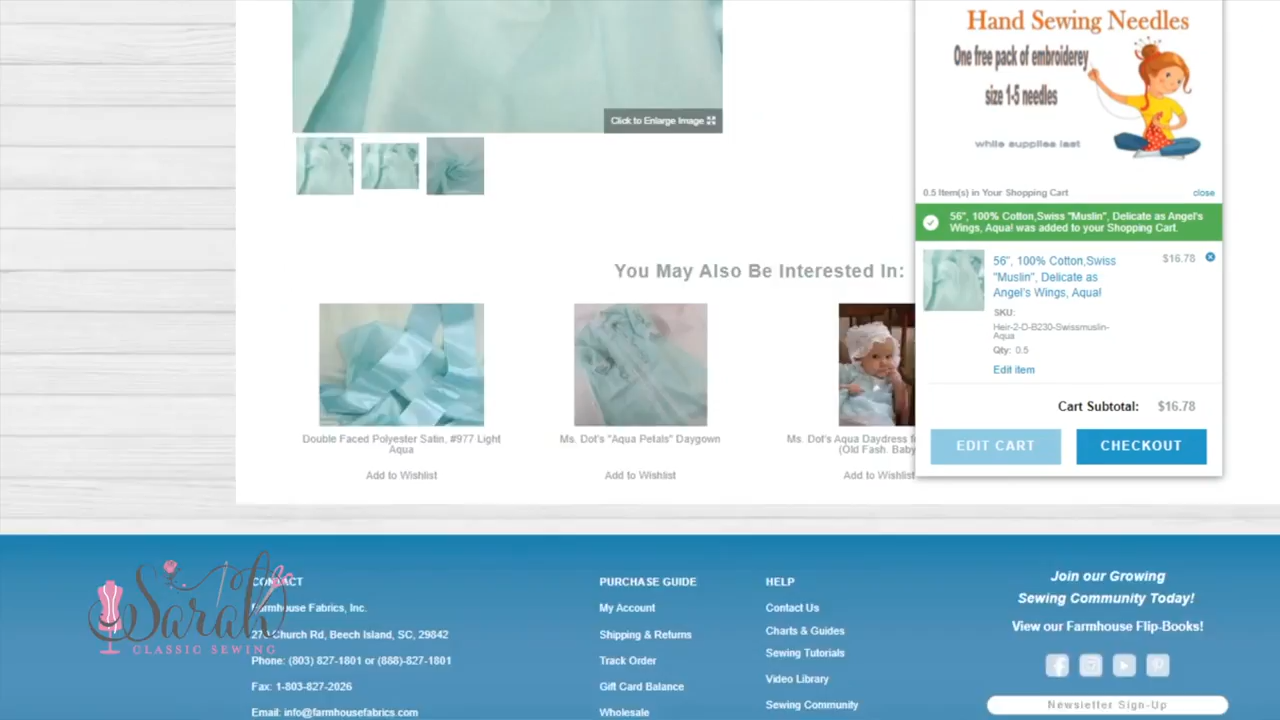 Hand Sewing Needles
One free pack of embroiderey
size 1-5 needles
while supplies last
Click to Enlarge Image
0.5 Item(s) in Your Shopping Cart
close
56", 100% Cotton,Swiss "Muslin", Delicate as Angel's
Wings, Aqua! was added to your Shopping Cart.
56", 100% Cotton,Swiss
"Muslin", Delicate as
Angel's Wings, Aqua!
$16.78
SKU:
Heir-2-D-B230-Swissmuslin-
Aqua
Qty: 0.5
Edit item
Cart Subtotal: $16.78
EDIT CART
CHECKOUT
You May Also Be Interested In:
Double Faced Polyester Satin, #977 Light
Aqua
Add to Wishlist
Ms. Dot's "Aqua Petals" Daygown
Add to Wishlist
Ms. Dot's Aqua Daydress
(Old Fash. Baby
Add to Wishlist
Sarah
CLASSIC SEWING
CONTACT
Farmhouse Fabrics, Inc.
Church Rd, Beech Island, SC, 29842
Phone: (803) 827-1801 or (888)-827-1801
Fax: 1-803-827-2026
Email: info@farmhousefabrics.com
PURCHASE GUIDE
My Account
Shipping & Returns
Track Order
Gift Card Balance
Wholesale
HELP
Contact Us
Charts & Guides
Sewing Tutorials
Video Library
Sewing Community
Join our Growing
Sewing Community Today!
View our Farmhouse Flip-Books!
Newsletter Sign-Up